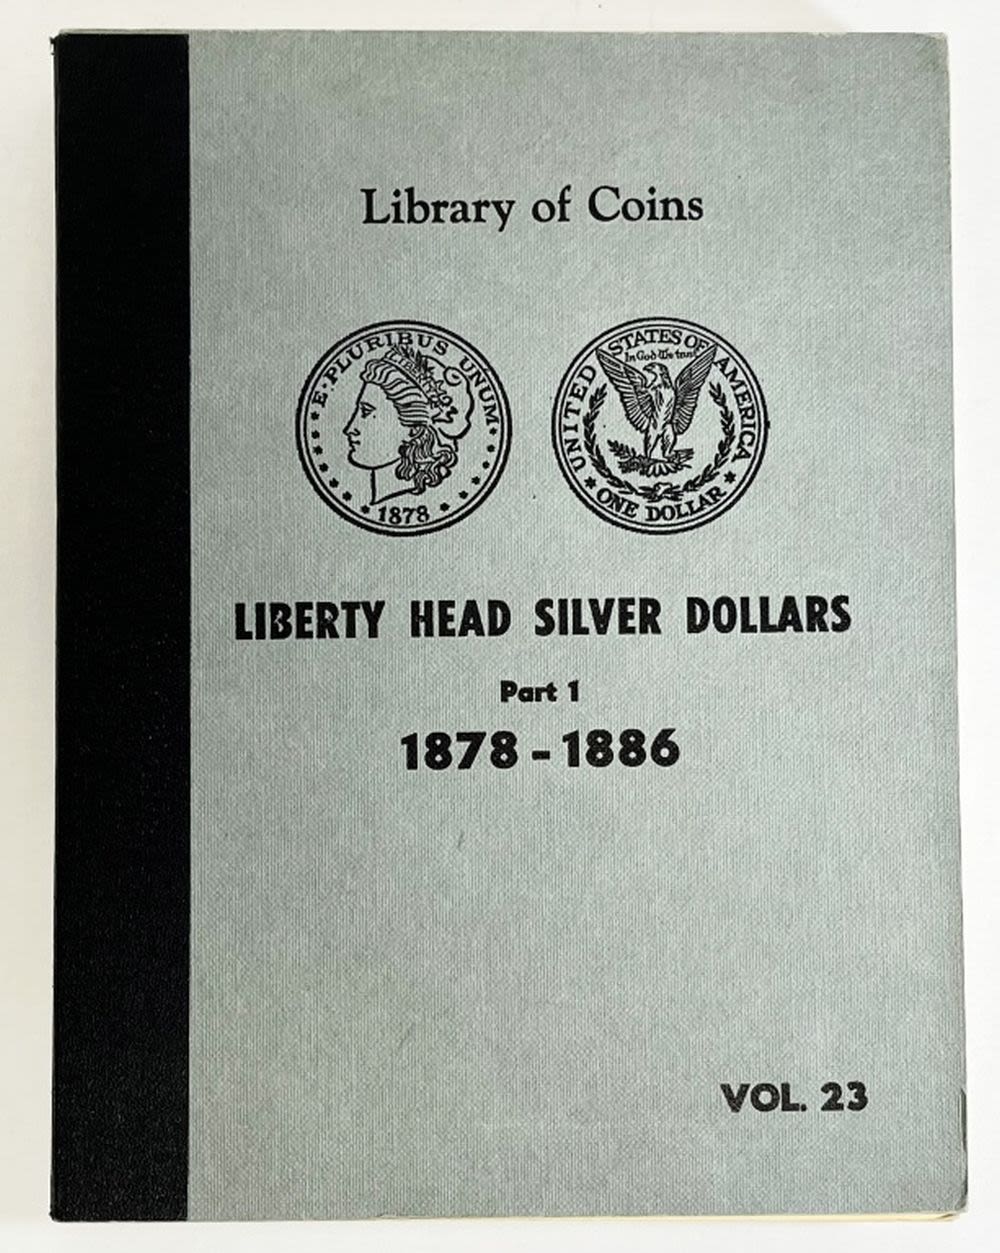 Library of Coins
E·PLURIBUS UNUM·
LIBERTY
1878
UNITED STATES OF AMERICA
In God We trust
ONE DOLLAR
LIBERTY HEAD SILVER DOLLARS
Part 1
1878-1886
VOL. 23